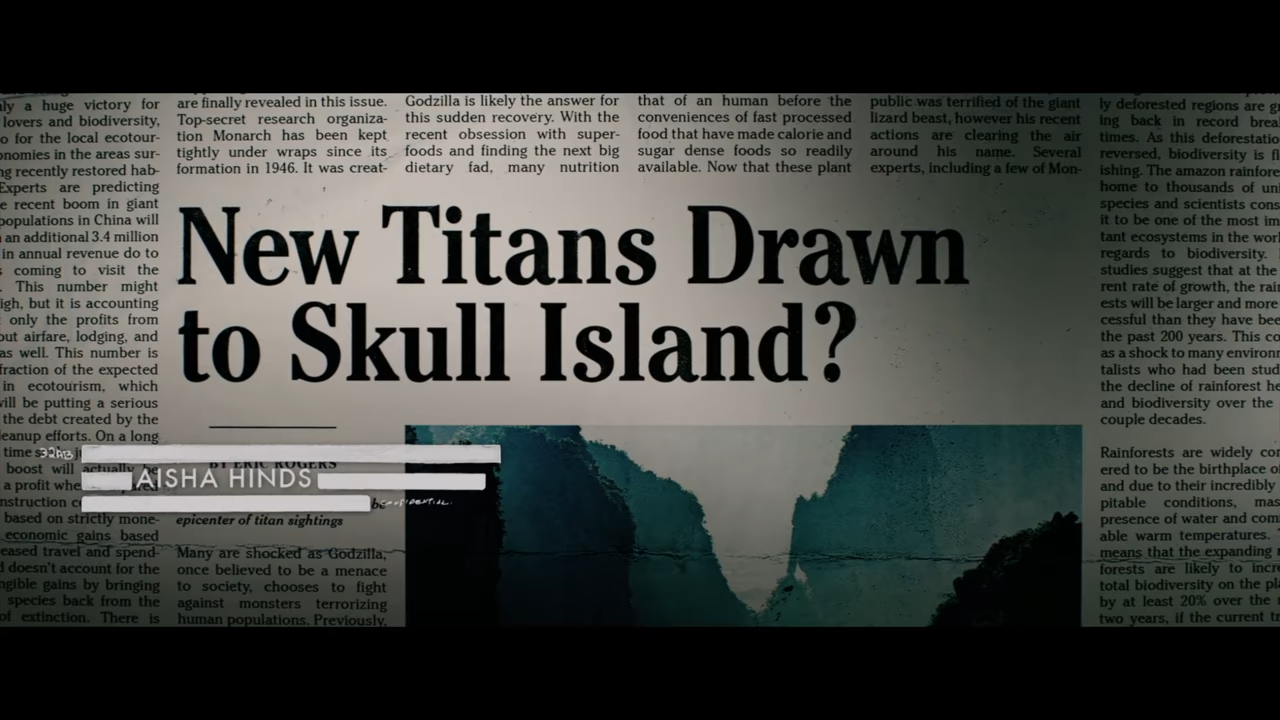 ly a huge victory for
lovers and biodiversity,
o for the local ecotour-
onomies in the areas sur-
ng recently restored hab-
Experts are predicting
e recent boom in giant
populations in China will
an additional 3.4 million
in annual revenue do to
s coming to visit the
. This number might
igh, but it is accounting
only the profits from
out airfare, lodging, and
as well. This number is
fraction of the expected
in ecotourism, which
will be putting a serious
the debt created by the
leanup efforts. On a long
time
boost will actually be
a profit
nstruction
based on strictly mone-
economic gains based
eased travel and spend-
d doesn't account for the
ngible gains by bringing
species back from the
of extinction. There is
are finally revealed in this issue.
Top-secret research organiza-
tion Monarch has been kept
tightly under wraps since its
formation in 1946. It was creat-
Godzilla is likely the answer for
this sudden recovery. With the
recent obsession with super-
foods and finding the next big
dietary fad, many nutrition
that of an human before the
conveniences of fast processed
food that have made calorie and
sugar dense foods so readily
available. Now that these plant
public was terrified of the giant
lizard beast, however his recent
actions are clearing the air
around his name. Several
experts, including a few of Mon-
New Titans Drawn
to Skull Island?
BY ERIC ROGERS
AISHA HINDS
CONFIDENTIAL.
be
epicenter of titan sightings
Many are shocked as Godzilla,
once believed to be a menace
to society, chooses to fight
against monsters terrorizing
human populations. Previously,
ly deforested regions are g
ing back in record brea
times. As this deforestatio
reversed, biodiversity is fl
ishing. The amazon rainfore
home to thousands of uni
species and scientists cons
it to be one of the most im
tant ecosystems in the worl
regards to biodiversity.
studies suggest that at the
rent rate of growth, the rain
ests will be larger and more
cessful than they have bee
the past 200 years. This co
as a shock to many environm
talists who had been stud
the decline of rainforest he
and biodiversity over the
couple decades.
Rainforests are widely con
ered to be the birthplace of
and due to their incredibly
pitable conditions, mas
presence of water and com
able warm temperatures.
means that the expanding r
forests are likely to incre
total biodiversity on the pla
by at least 20% over the
two years, if the current tr